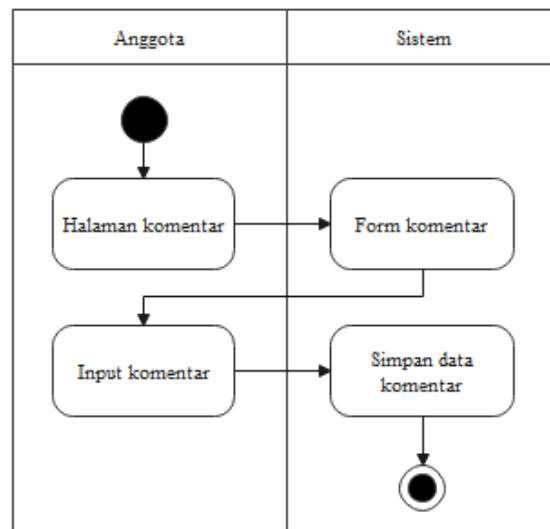 Anggota
Sistem
Halaman komentar
Form komentar
Input komentar
Simpan data
komentar